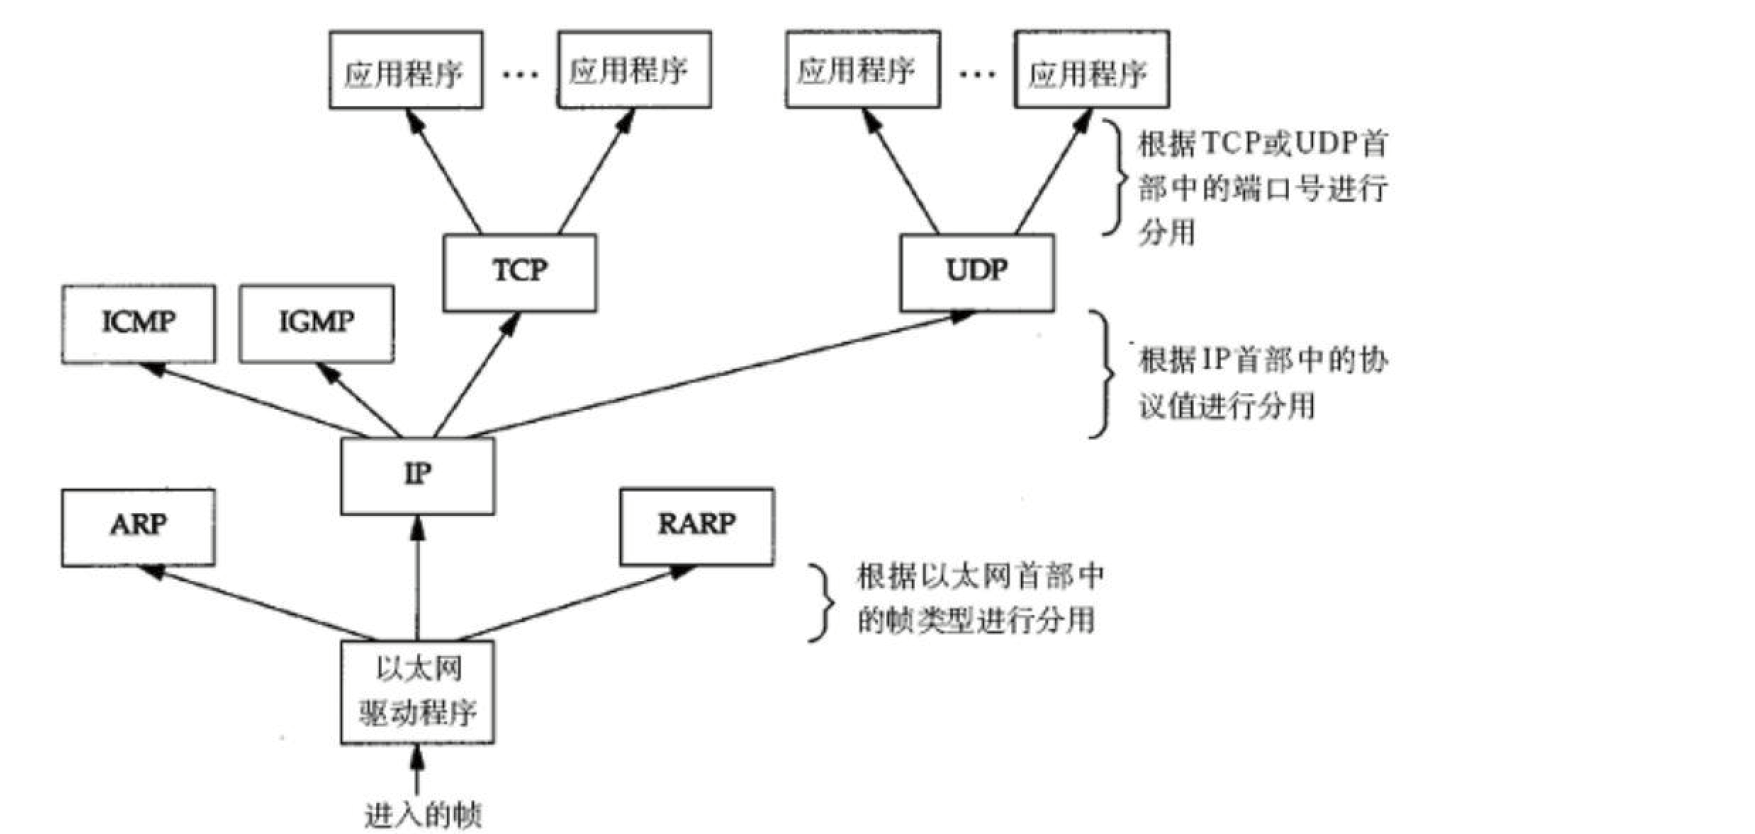 应用程序 ... 应用程序 应用程序 ... 应用程序
根据TCP或UDP首
部中的端口号进行
分用
TCP UDP
ICMP IGMP
根据IP首部中的协
议值进行分用
IP
ARP RARP
根据以太网首部中
的帧类型进行分用
以太网
驱动程序
进入的帧